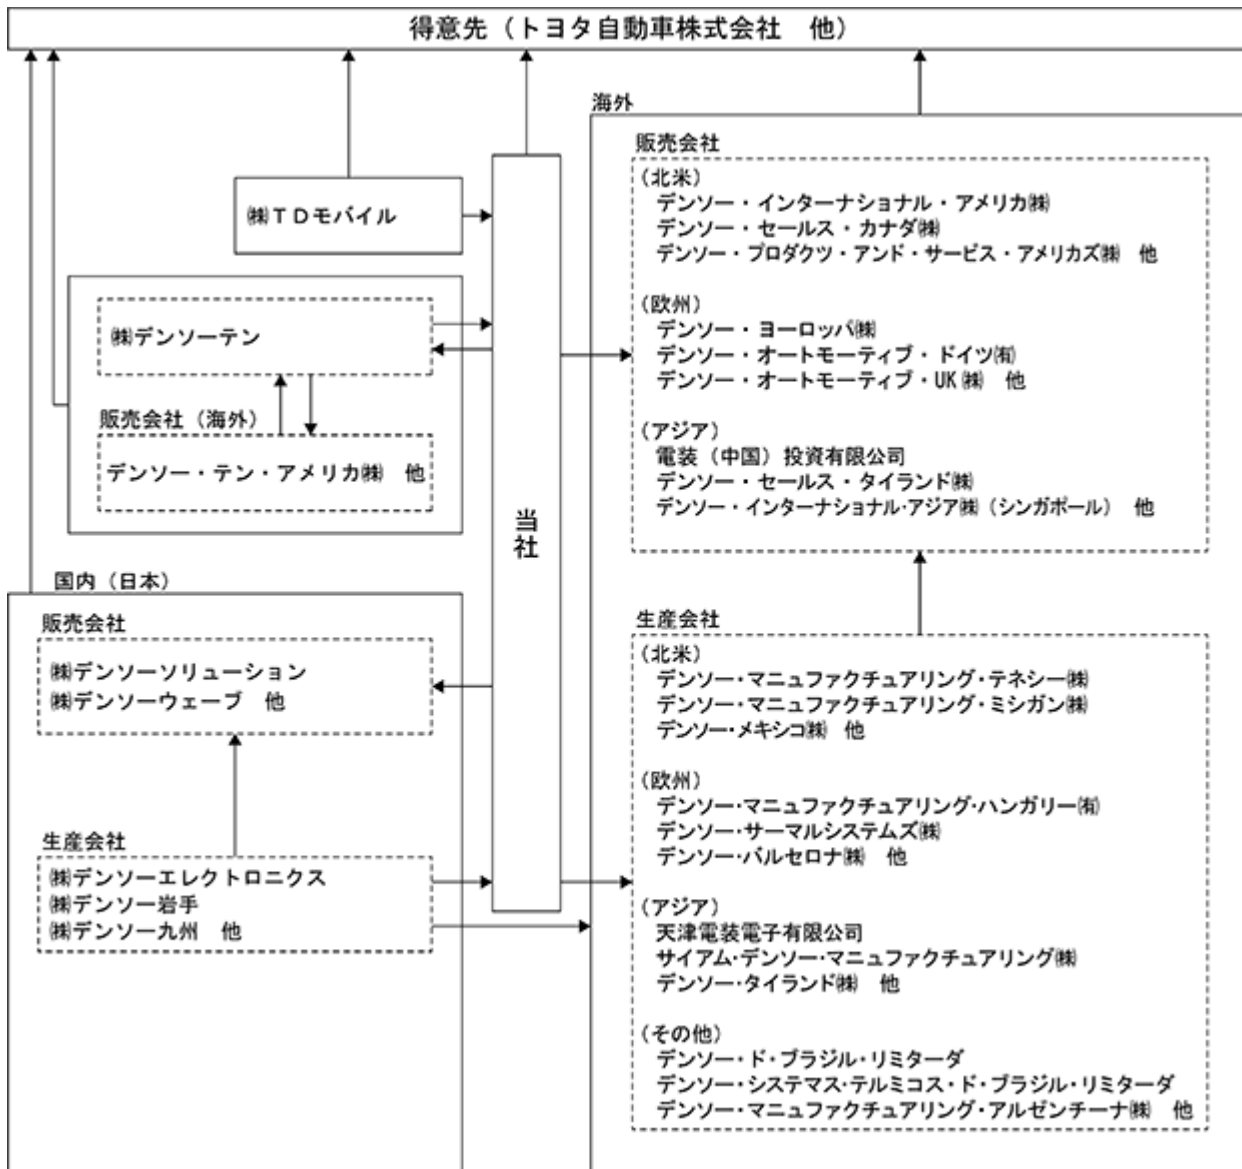 得意先（トヨタ自動車株式会社　他）
㈱ＴＤモバイル
㈱デンソーテン
販売会社（海外）
デンソー・テン・アメリカ㈱　他
国内（日本）
販売会社
㈱デンソーソリューション
㈱デンソーウェーブ　他
生産会社
㈱デンソーエレクトロニクス
㈱デンソー岩手
㈱デンソー九州　他
当社
海外
販売会社
（北米）
デンソー・インターナショナル・アメリカ㈱
デンソー・セールス・カナダ㈱
デンソー・プロダクツ・アンド・サービス・アメリカズ㈱　他
（欧州）
デンソー・ヨーロッパ㈱
デンソー・オートモーティブ・ドイツ㈲
デンソー・オートモーティブ・UK㈱　他
（アジア）
電装（中国）投資有限公司
デンソー・セールス・タイランド㈱
デンソー・インターナショナル・アジア㈱（シンガポール）　他
生産会社
（北米）
デンソー・マニュファクチュアリング・テネシー㈱
デンソー・マニュファクチュアリング・ミシガン㈱
デンソー・メキシコ㈱　他
（欧州）
デンソー・マニュファクチュアリング・ハンガリー㈲
デンソー・サーマルシステムズ㈱
デンソー・バルセロナ㈱　他
（アジア）
天津電装電子有限公司
サイアム・デンソー・マニュファクチュアリング㈱
デンソー・タイランド㈱　他
（その他）
デンソー・ド・ブラジル・リミターダ
デンソー・システマス・テルミコス・ド・ブラジル・リミターダ
デンソー・マニュファクチュアリング・アルゼンチーナ㈱　他